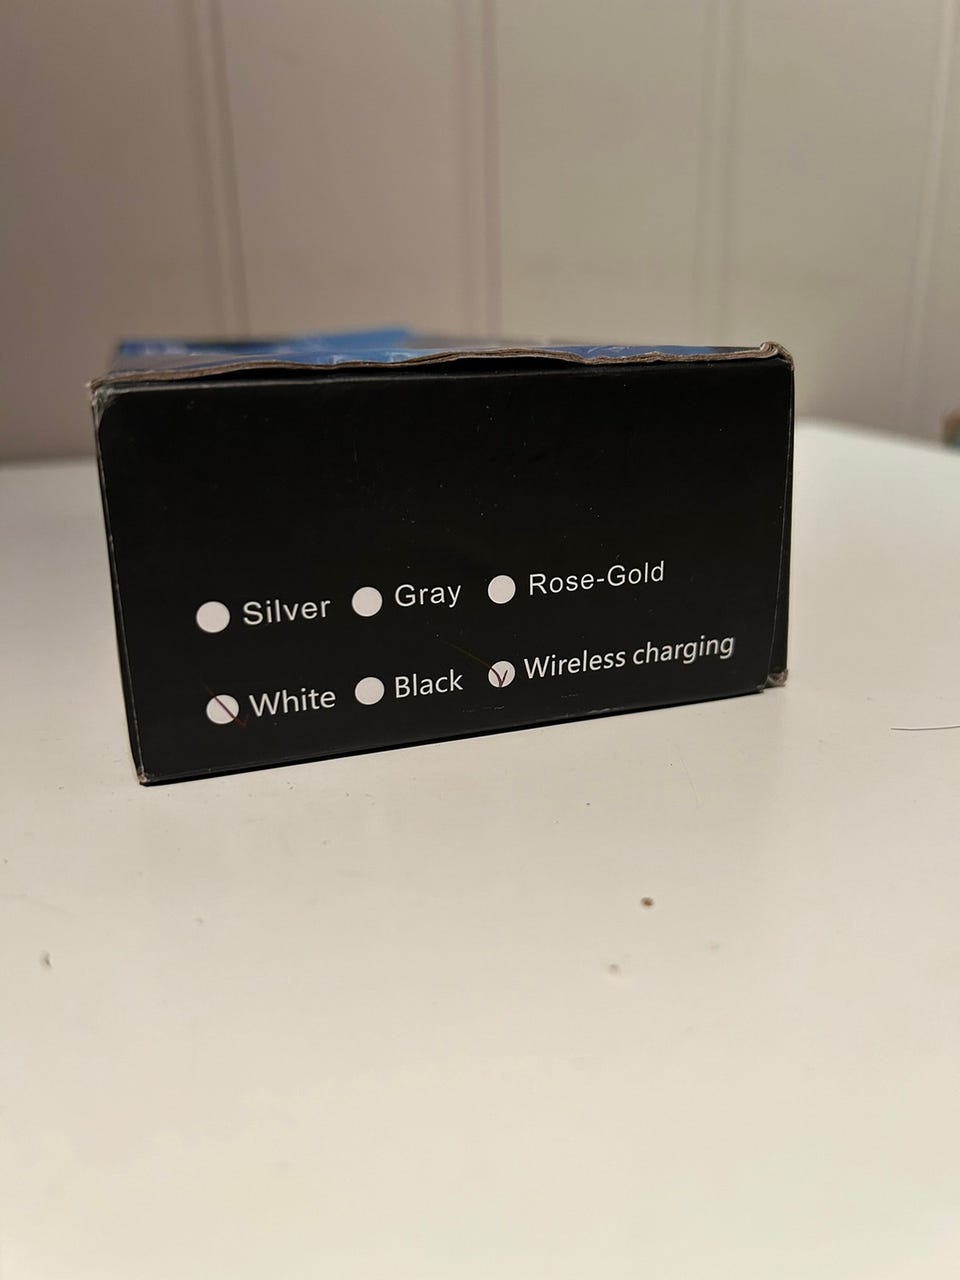 Silver Gray Rose-Gold
White Black Wireless charging